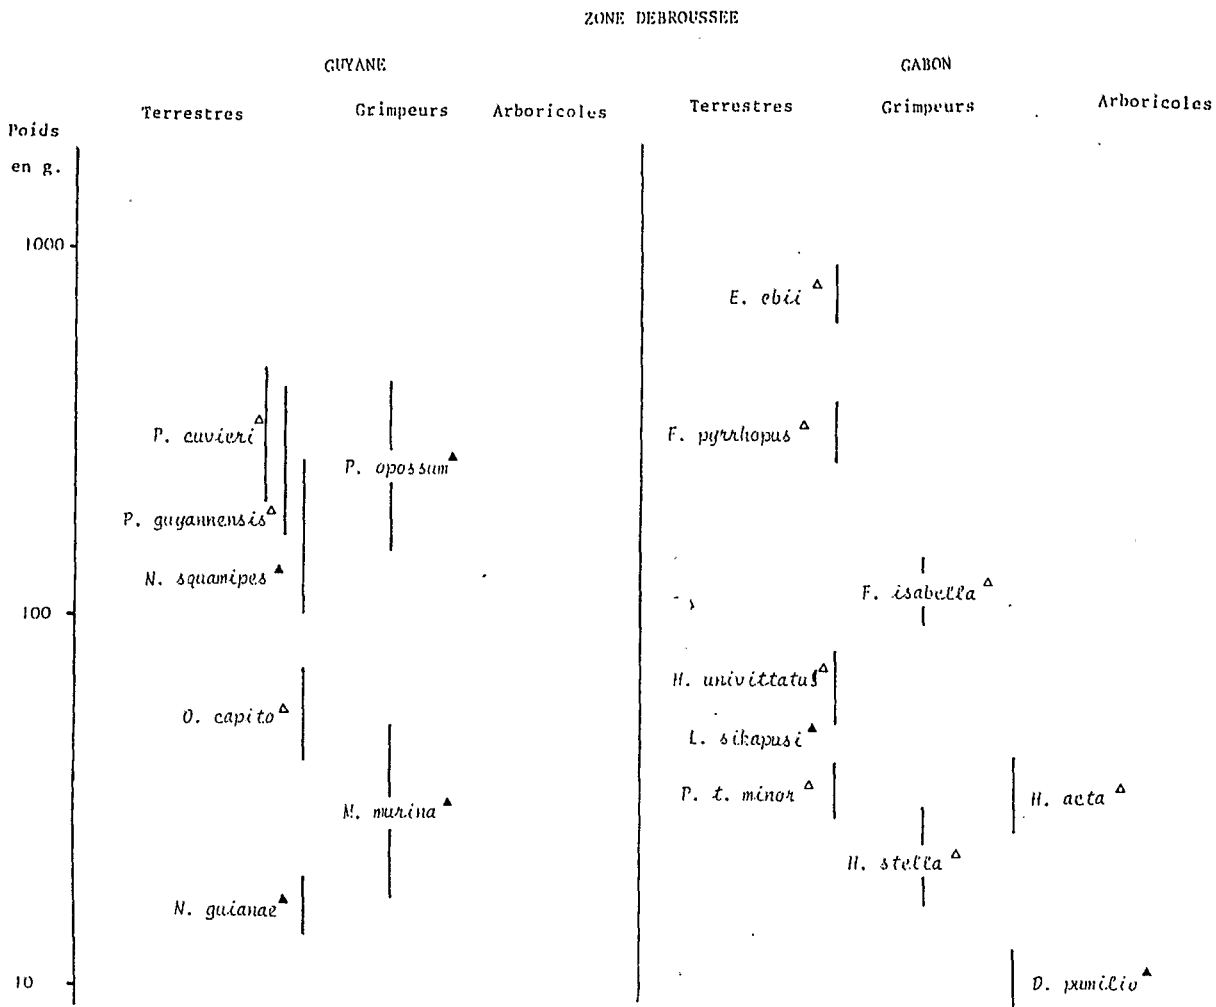 ZONE DEBROUSSEE
GUYANE
GABON
Terrestres Grimpeurs Arboricoles Terrestres Grimpeurs Arboricoles
Poids
en g.
1000
E. ebii △
P. cuvieri △
F. pyrrhopus △
P. opossum ▲
P. guyannensis △
N. squamipes ▲
100
F. isabella △
H. univittatus △
O. capito △
L. sikapusi ▲
P. t. minor △
H. aeta △
M. murina ▲
H. stella △
N. guianae ▲
10
D. pumilio ▲